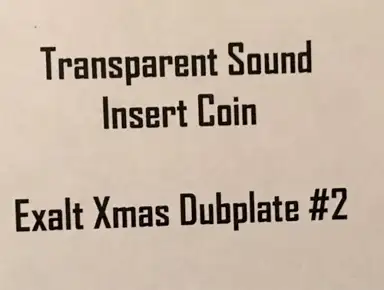 Transparent Sound
Insert Coin
Exalt Xmas Dubplate #2